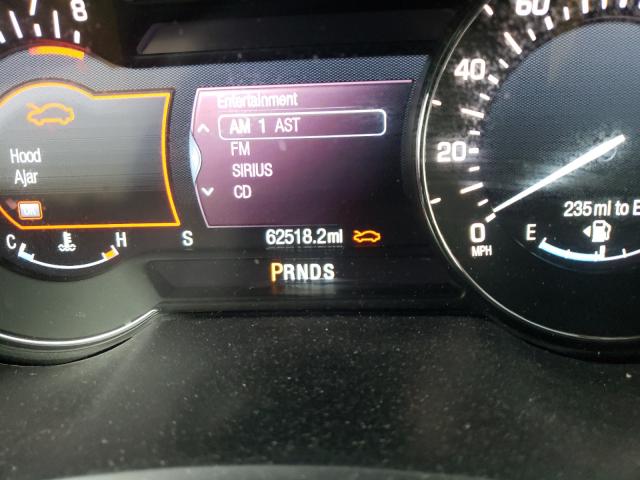 8
60
40
20
0
MPH
Entertainment
AM 1 AST
FM
SIRIUS
CD
Hood
Ajar
OK
C H
S
62518.2mi
235 mi to E
E
PRNDS